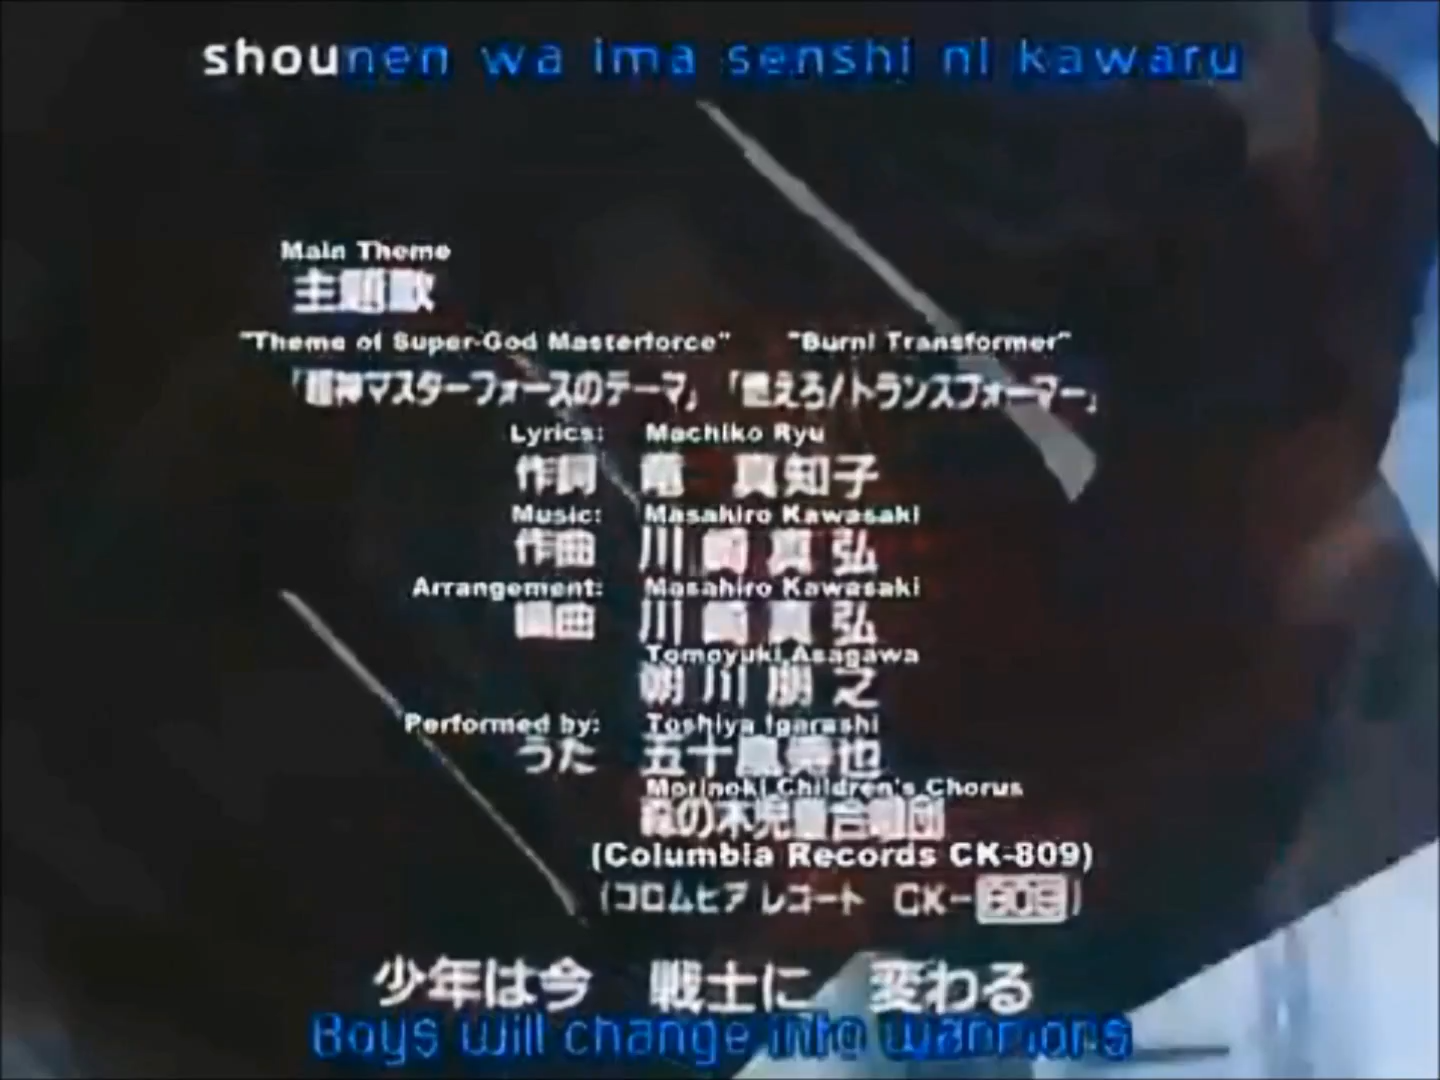 shounen wa ima senshi ni kawaru
Main Theme
主題歌
"Theme of Super-God Masterforce" "Burn! Transformer"
「超神マスターフォースのテーマ」「燃えろ!トランスフォーマー」
Lyrics: Machiko Ryu
作詞 竜 真知子
Music: Masahiro Kawasaki
作曲 川崎真弘
Arrangement: Masahiro Kawasaki
編曲 川崎真弘
Tomoyuki Asagawa
朝川朋之
Performed by: Toshiya Igarashi
うた 五十嵐寿也
Morinoki Children's Chorus
森の木児童合唱団
(Columbia Records CK-809)
(コロムビア レコード CK-809)
少年は今 戦士に 変わる
Boys will change into warriors